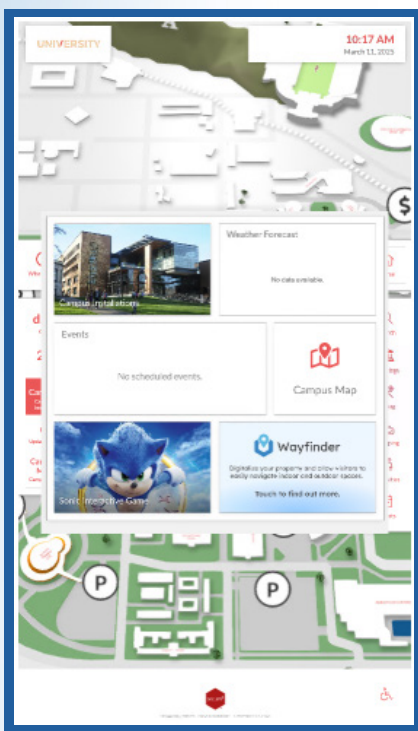 UNIVERSITY
10:17 AM
March 11, 2025
$
Campus Installations
Weather Forecast
No data available.
Events
No scheduled events.
Campus Map
Sonic Interactive Game
Wayfinder
Digitalize your property and allow visitors to
easily navigate indoor and outdoor spaces.
Touch to find out more.
P
P